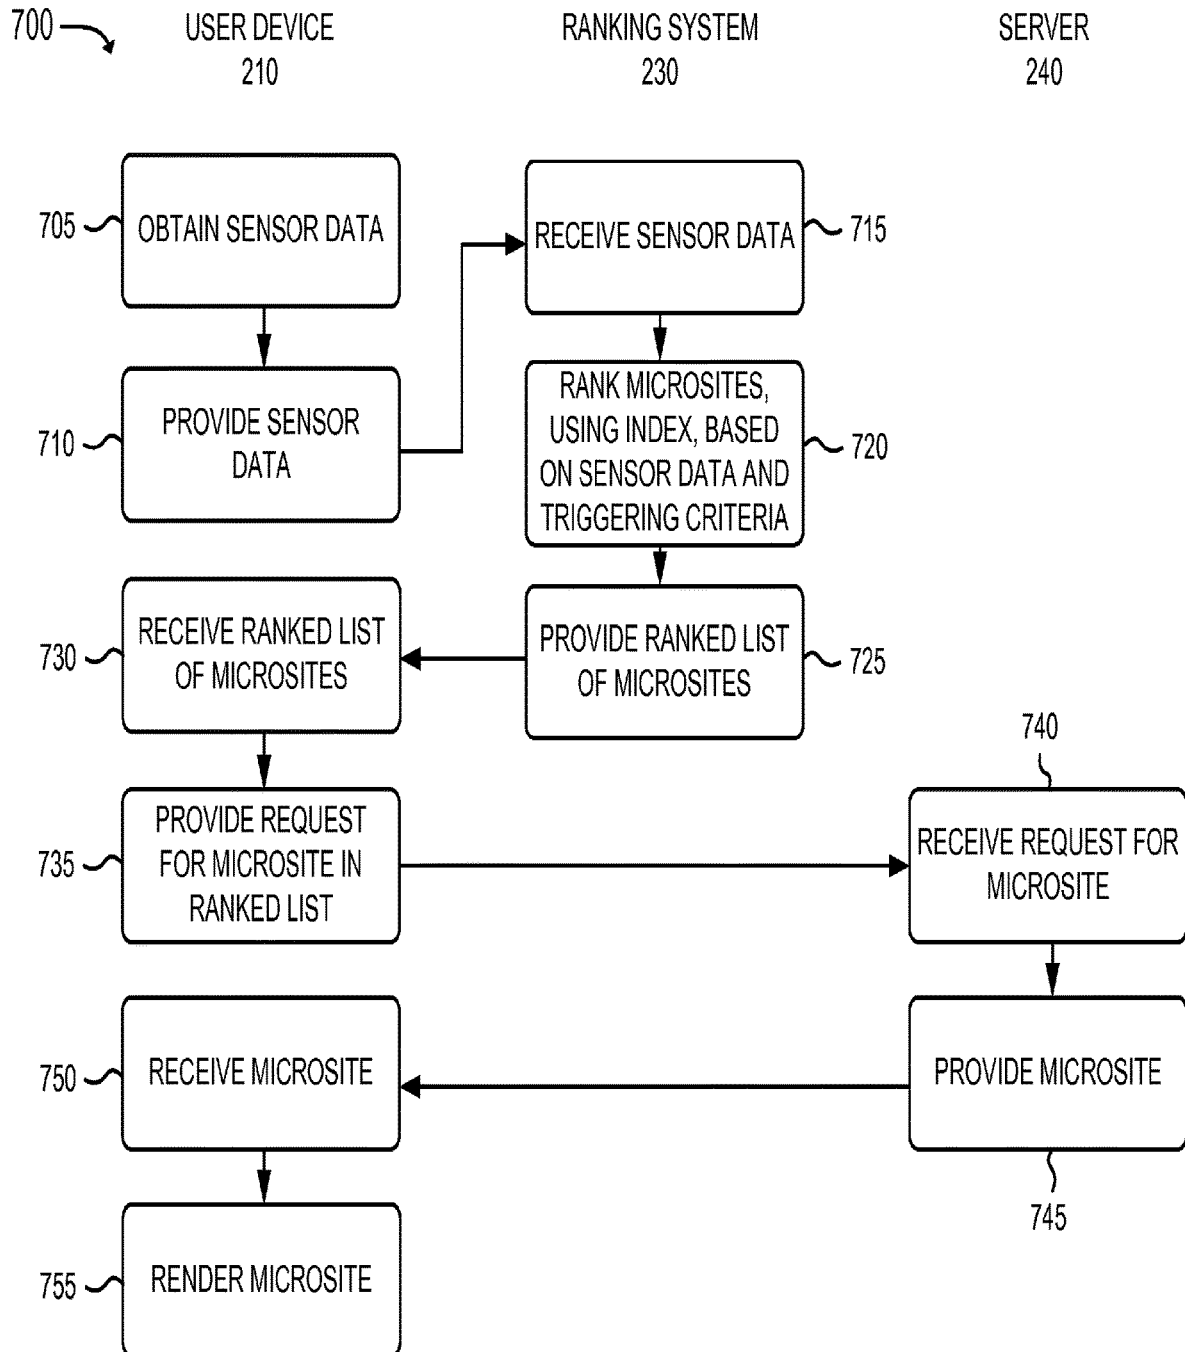 700
USER DEVICE
210
RANKING SYSTEM
230
SERVER
240
705
OBTAIN SENSOR DATA
RECEIVE SENSOR DATA
715
710
PROVIDE SENSOR
DATA
RANK MICROSITES,
USING INDEX, BASED
ON SENSOR DATA AND
TRIGGERING CRITERIA
720
730
RECEIVE RANKED LIST
OF MICROSITES
PROVIDE RANKED LIST
OF MICROSITES
725
735
PROVIDE REQUEST
FOR MICROSITE IN
RANKED LIST
740
RECEIVE REQUEST FOR
MICROSITE
750
RECEIVE MICROSITE
PROVIDE MICROSITE
745
755
RENDER MICROSITE